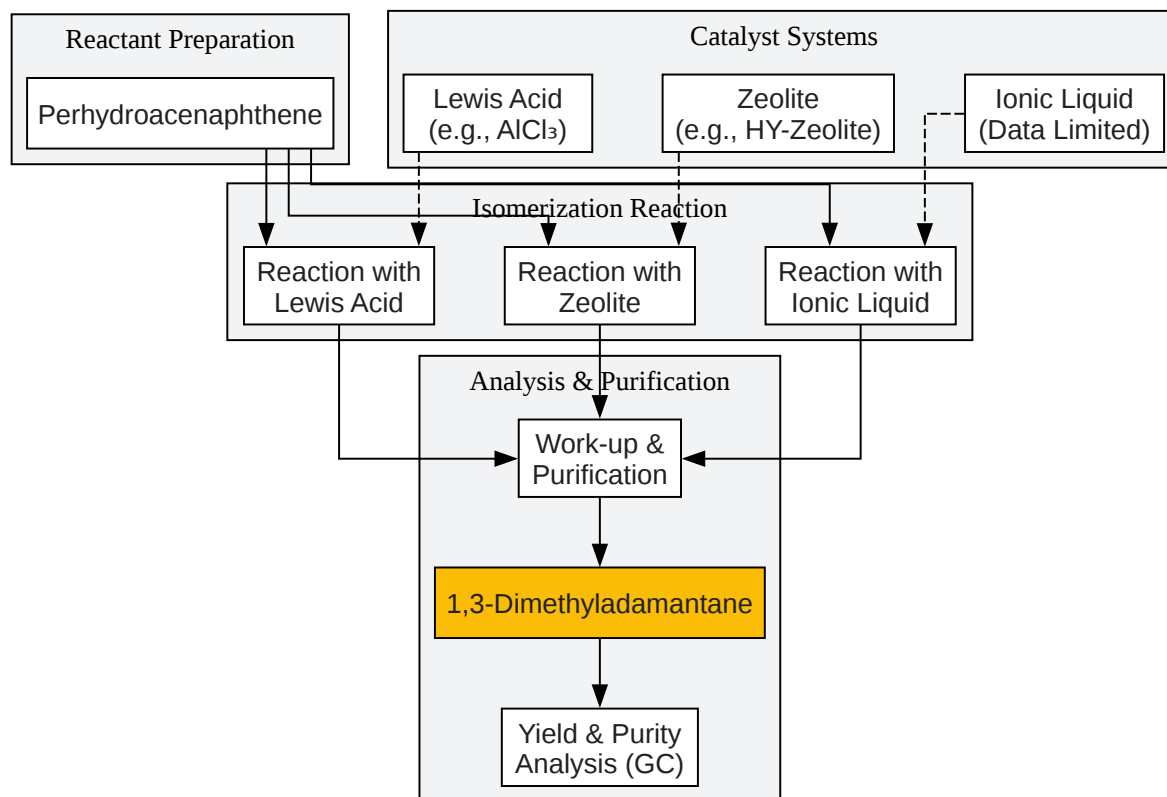 Reactant Preparation
Perhydroacenaphthene
Catalyst Systems
Lewis Acid
(e.g., AlCl₃)
Zeolite
(e.g., HY-Zeolite)
Ionic Liquid
(Data Limited)
Isomerization Reaction
Reaction with
Lewis Acid
Reaction with
Zeolite
Reaction with
Ionic Liquid
Analysis & Purification
Work-up &
Purification
1,3-Dimethyladamantane
Yield & Purity
Analysis (GC)